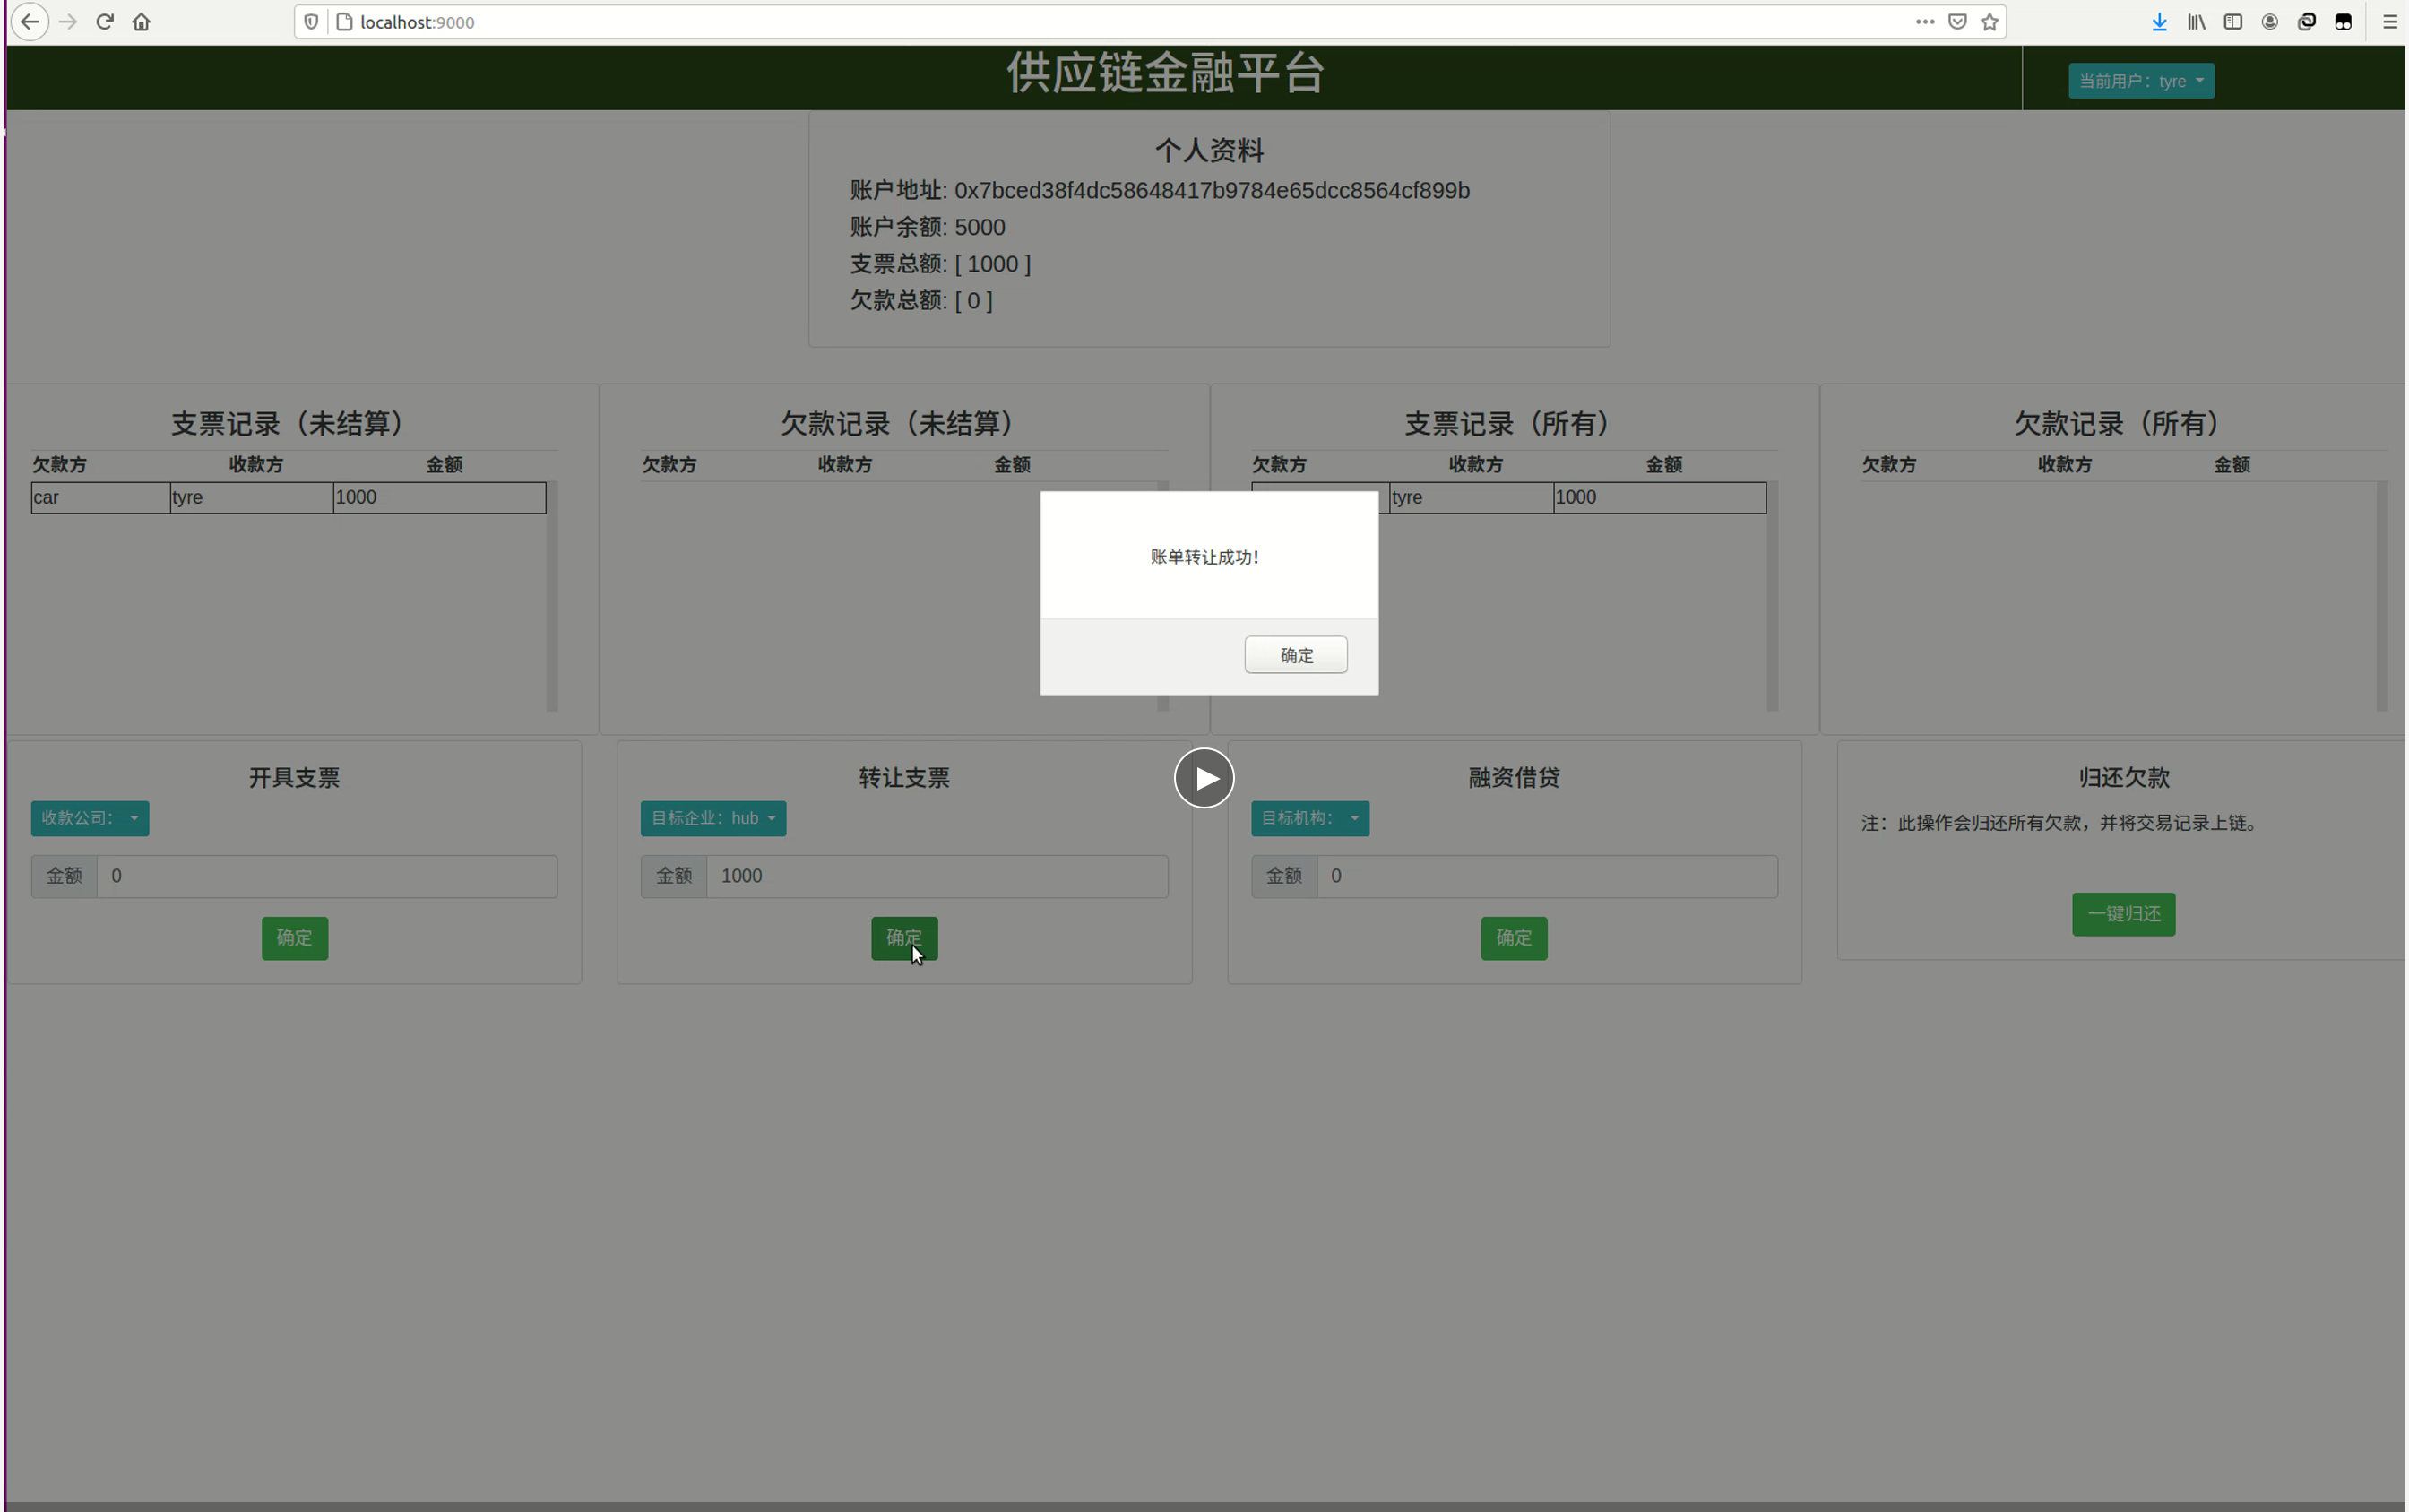 localhost:9000
供应链金融平台
当前用户：tyre
个人资料
账户地址: 0x7bced38f4dc58648417b9784e65dcc8564cf899b
账户余额: 5000
支票总额: [ 1000 ]
欠款总额: [ 0 ]
支票记录（未结算）
欠款方 收款方 金额
car tyre 1000
欠款记录（未结算）
欠款方 收款方 金额
支票记录（所有）
欠款方 收款方 金额
tyre 1000
欠款记录（所有）
欠款方 收款方 金额
账单转让成功！
确定
开具支票
收款公司：
金额 0
确定
转让支票
目标企业：hub
金额 1000
确定
融资借贷
目标机构：
金额 0
确定
归还欠款
注：此操作会归还所有欠款，并将交易记录上链。
一键归还